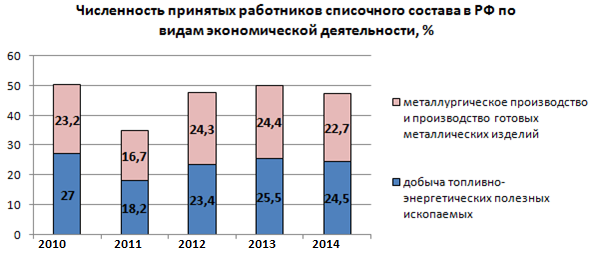 Численность принятых работников списочного состава в РФ по
видам экономической деятельности, %
60
50
40
30
20
10
0
23,2
16,7
24,3
24,4
22,7
27
18,2
23,4
25,5
24,5
2010
2011
2012
2013
2014
металлургическое производство
и производство готовых
металлических изделий
добыча топливно-
энергетических полезных
ископаемых